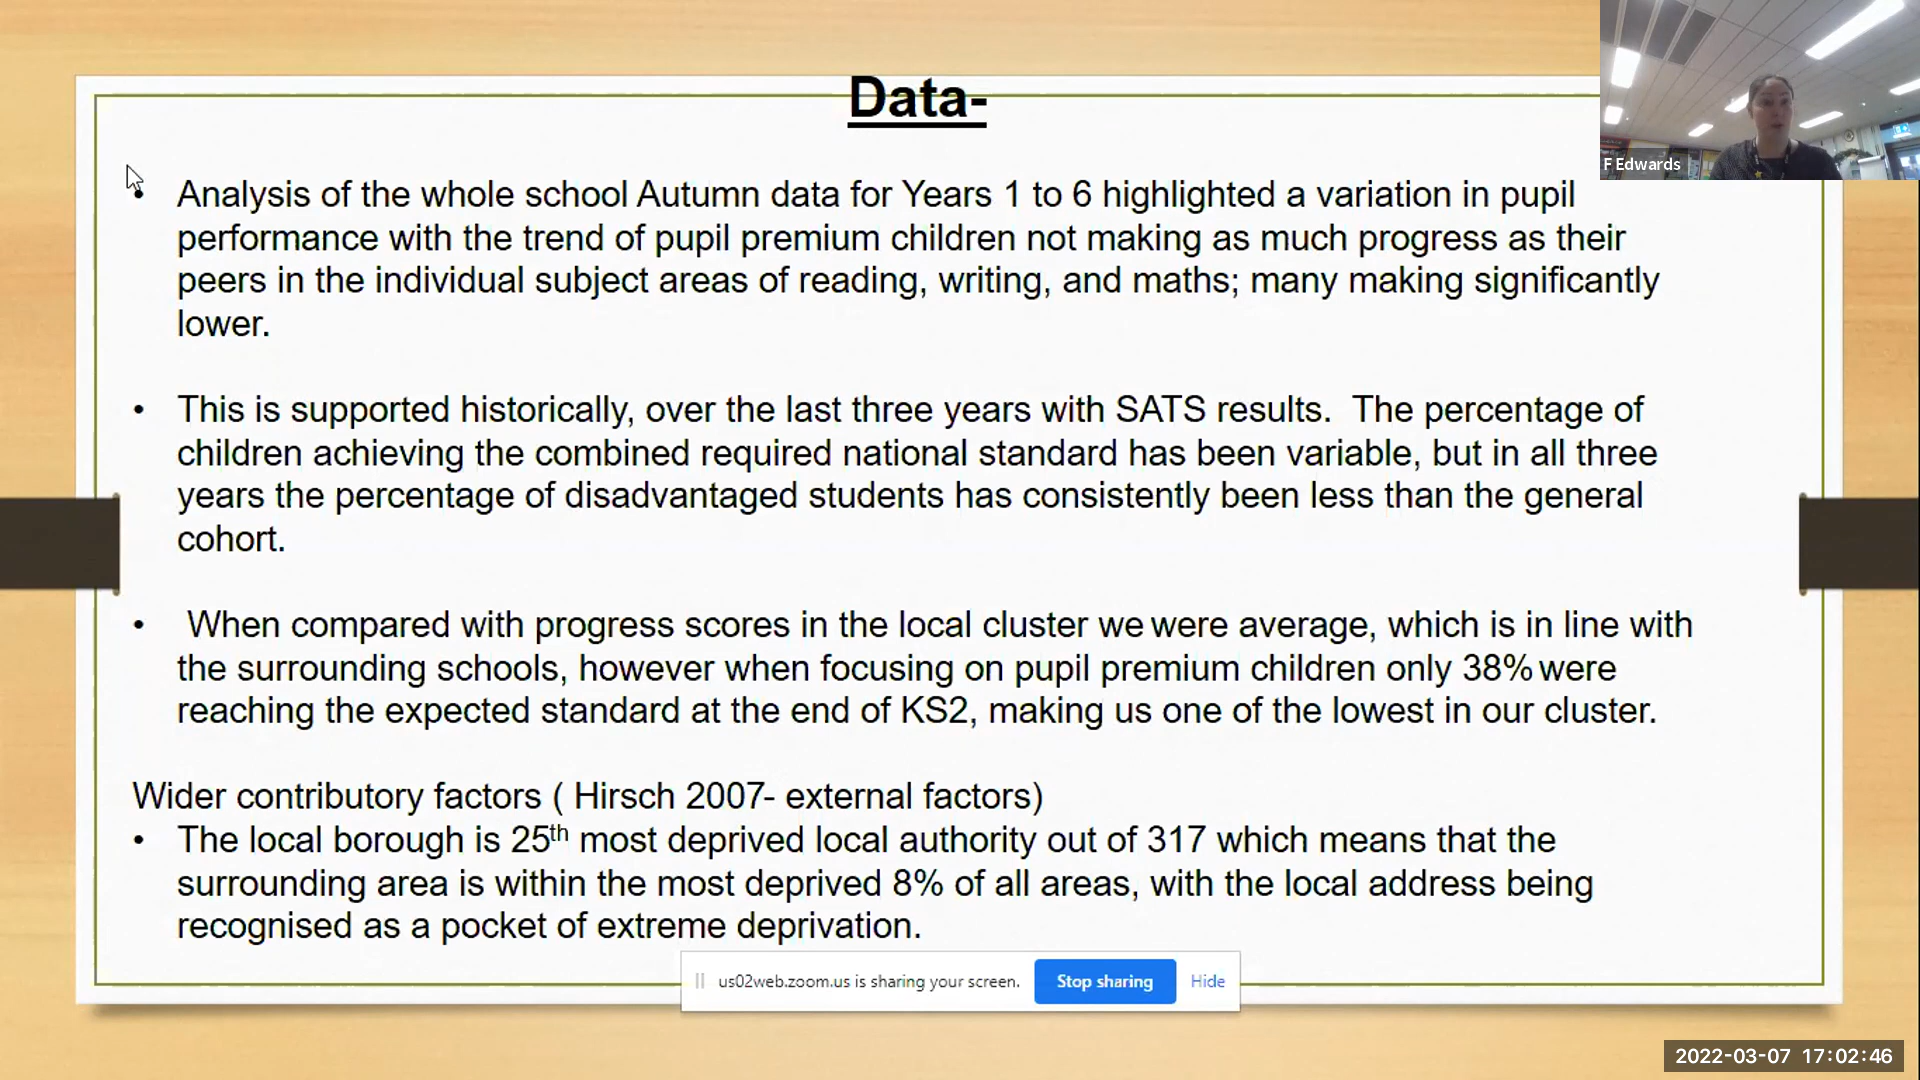 Data-
F Edwards
• Analysis of the whole school Autumn data for Years 1 to 6 highlighted a variation in pupil
performance with the trend of pupil premium children not making as much progress as their
peers in the individual subject areas of reading, writing, and maths; many making significantly
lower.
• This is supported historically, over the last three years with SATS results.  The percentage of
children achieving the combined required national standard has been variable, but in all three
years the percentage of disadvantaged students has consistently been less than the general
cohort.
• When compared with progress scores in the local cluster we were average, which is in line with
the surrounding schools, however when focusing on pupil premium children only 38% were
reaching the expected standard at the end of KS2, making us one of the lowest in our cluster.
Wider contributory factors ( Hirsch 2007- external factors)
• The local borough is 25th most deprived local authority out of 317 which means that the
surrounding area is within the most deprived 8% of all areas, with the local address being
recognised as a pocket of extreme deprivation.
us02web.zoom.us is sharing your screen. Stop sharing Hide
2022-03-07 17:02:46